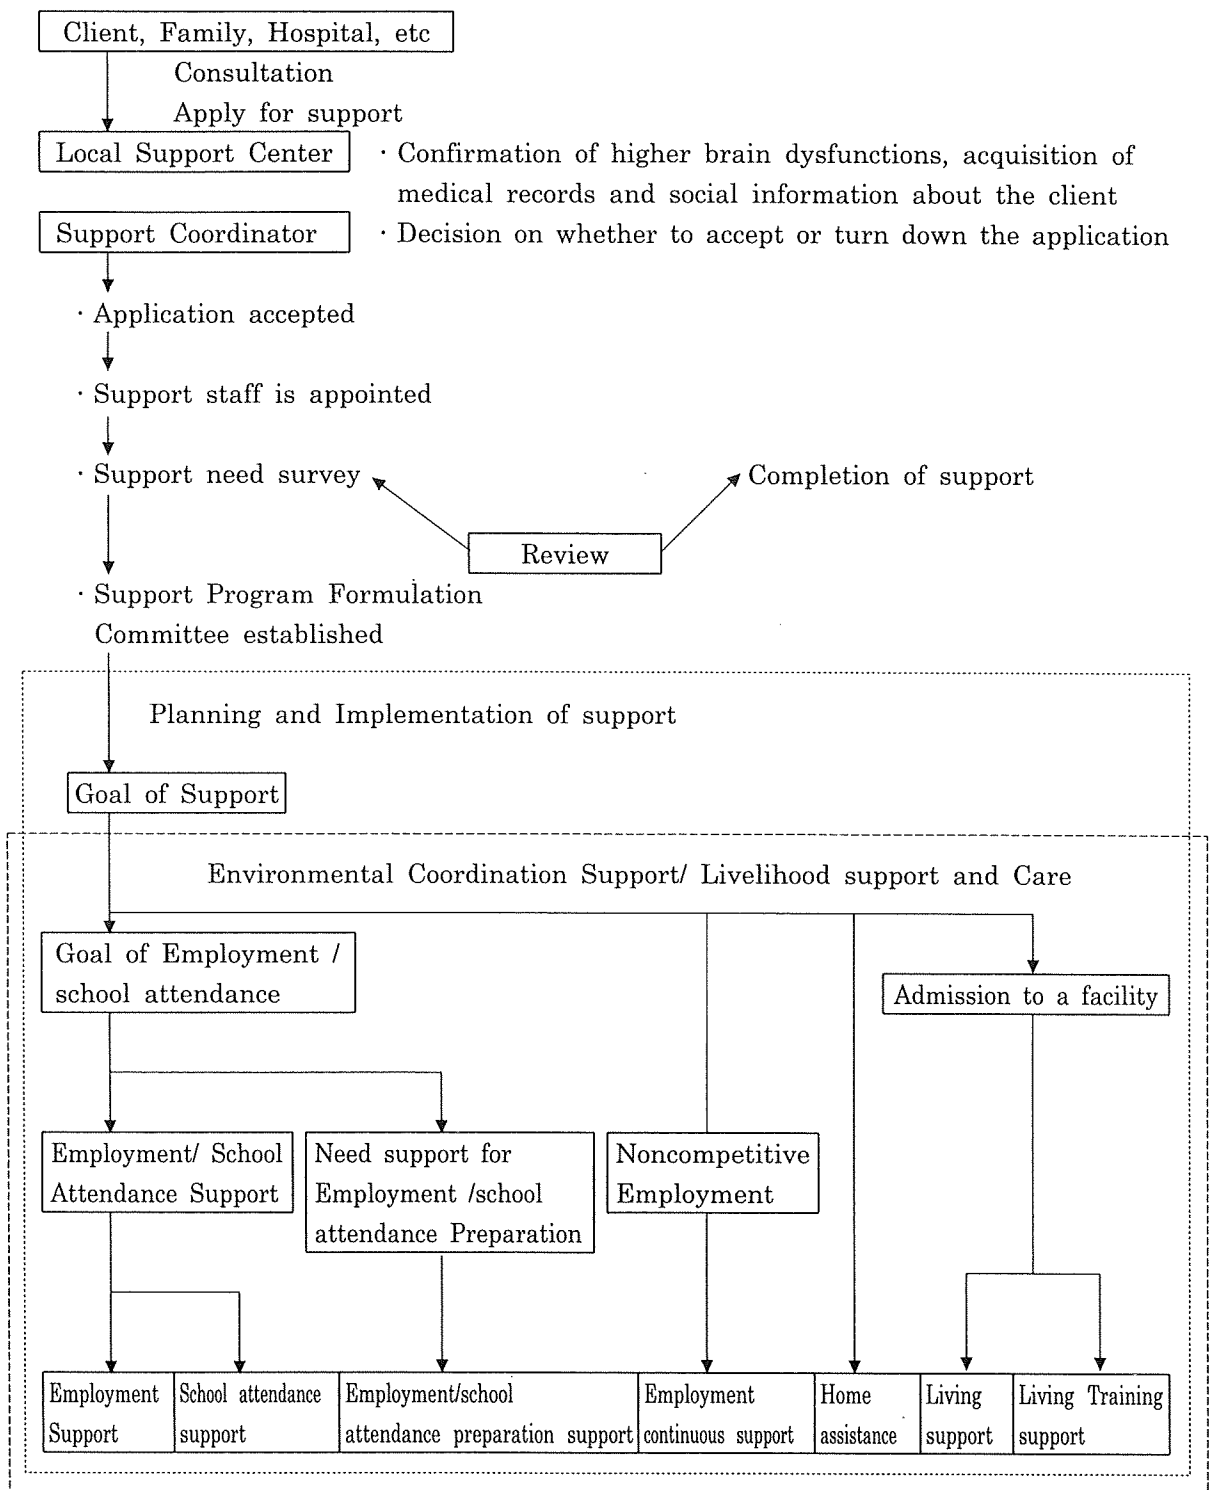 Client, Family, Hospital, etc
Consultation
Apply for support
Local Support Center
· Confirmation of higher brain dysfunctions, acquisition of
medical records and social information about the client
Support Coordinator
· Decision on whether to accept or turn down the application
· Application accepted
· Support staff is appointed
· Support need survey
Completion of support
Review
· Support Program Formulation
Committee established
Planning and Implementation of support
Goal of Support
Environmental Coordination Support/ Livelihood support and Care
Goal of Employment /
school attendance
Admission to a facility
Employment/ School
Attendance Support
Need support for
Employment /school
attendance Preparation
Noncompetitive
Employment
Employment
Support
School attendance
support
Employment/school
attendance preparation support
Employment
continuous support
Home
assistance
Living
support
Living Training
support